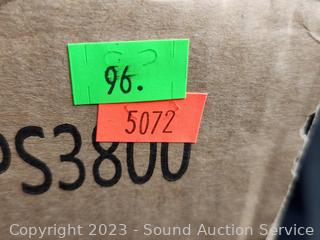 96.
5072
PS3800
Copyright 2023 - Sound Auction Service